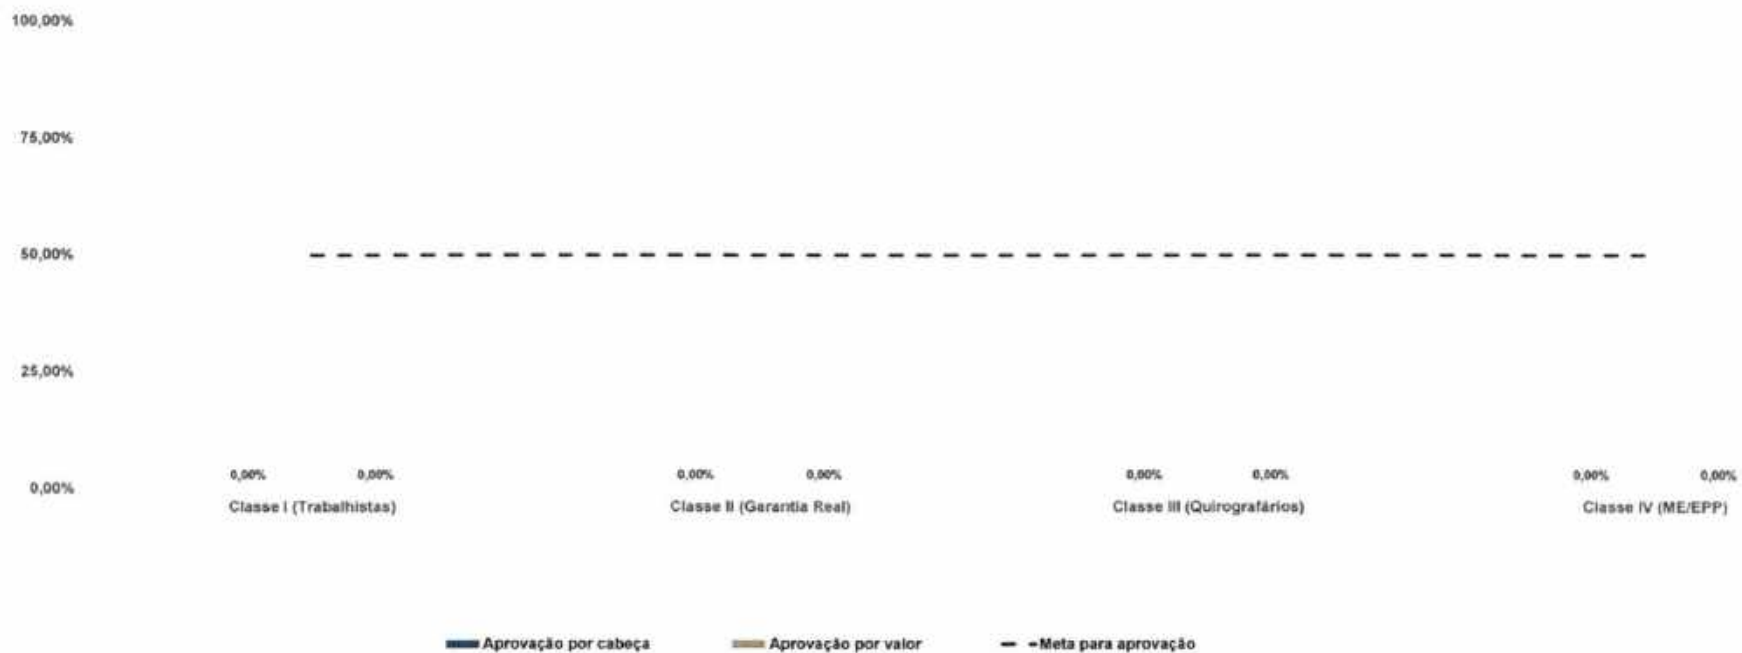 100,00%
75,00%
50,00%
25,00%
0,00%
0,00% 0,00% 0,00% 0,00% 0,00% 0,00% 0,00% 0,00%
Classe I (Trabalhistas) Classe II (Garantia Real) Classe III (Quirografários) Classe IV (ME/EPP)
Aprovação por cabeça Aprovação por valor Meta para aprovação